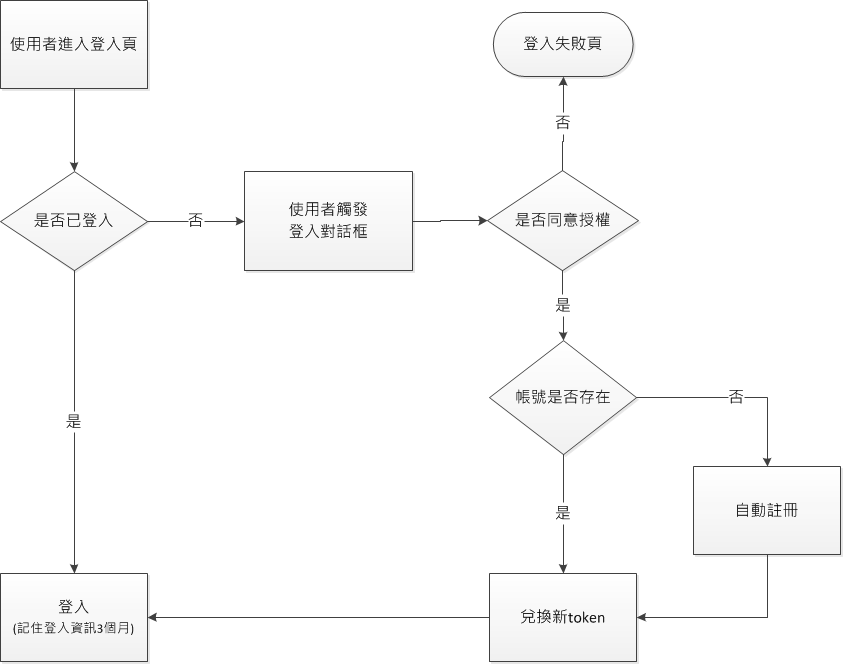 使用者進入登入頁
登入失敗頁
否
是否已登入
否
使用者觸發
登入對話框
是否同意授權
是
帳號是否存在
否
是
自動註冊
是
登入
(記住登入資訊3個月)
兌換新token